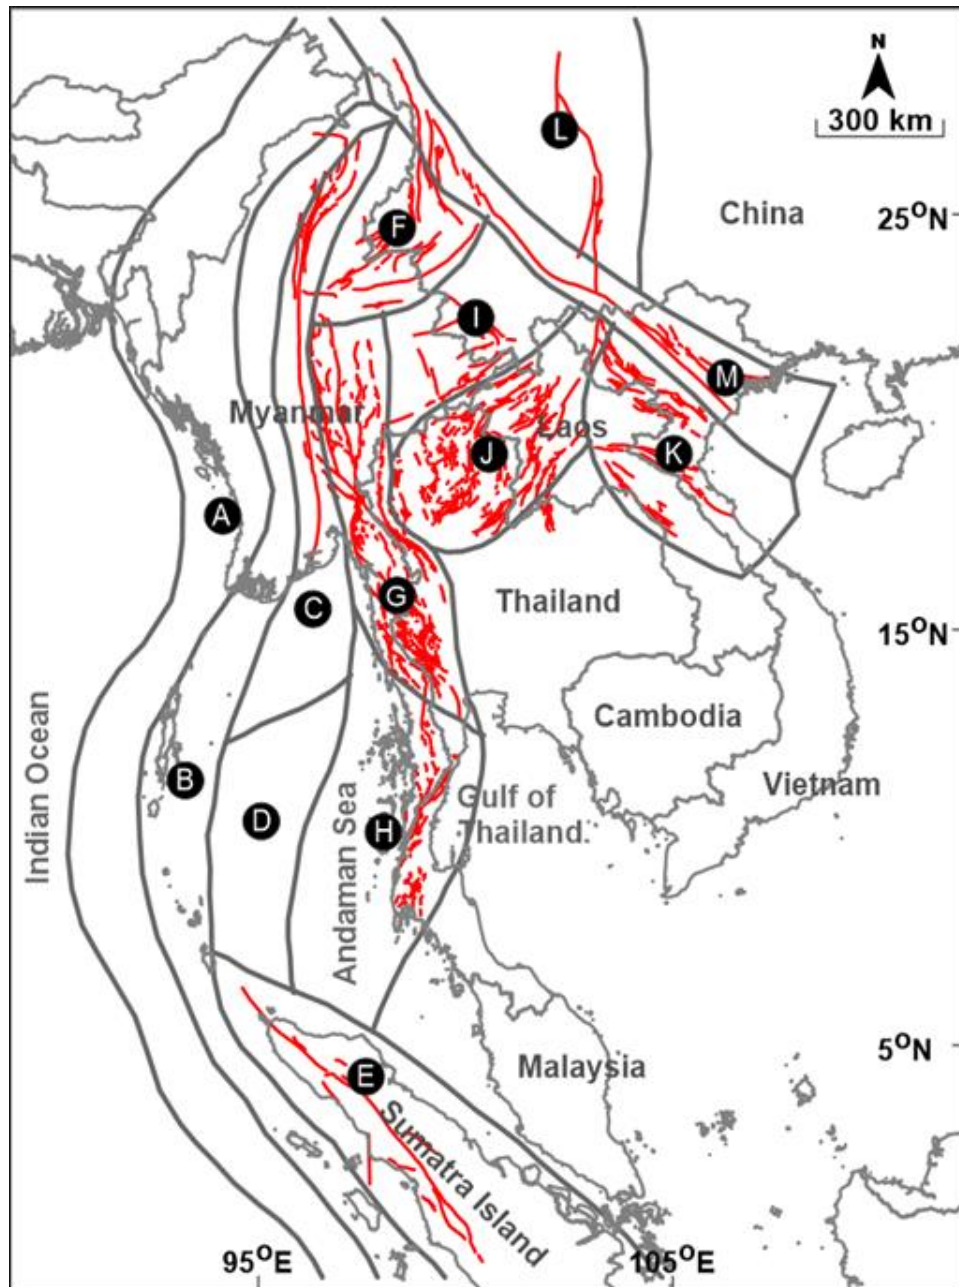 N
300 km
L
China
25°N
F
I
M
Myanmar
Laos
J
K
A
C
G
Thailand
15°N
Cambodia
Indian Ocean
B
D
Andaman Sea
H
Gulf of
Thailand.
Vietnam
5°N
E
Malaysia
Sumatra Island
95°E
105°E